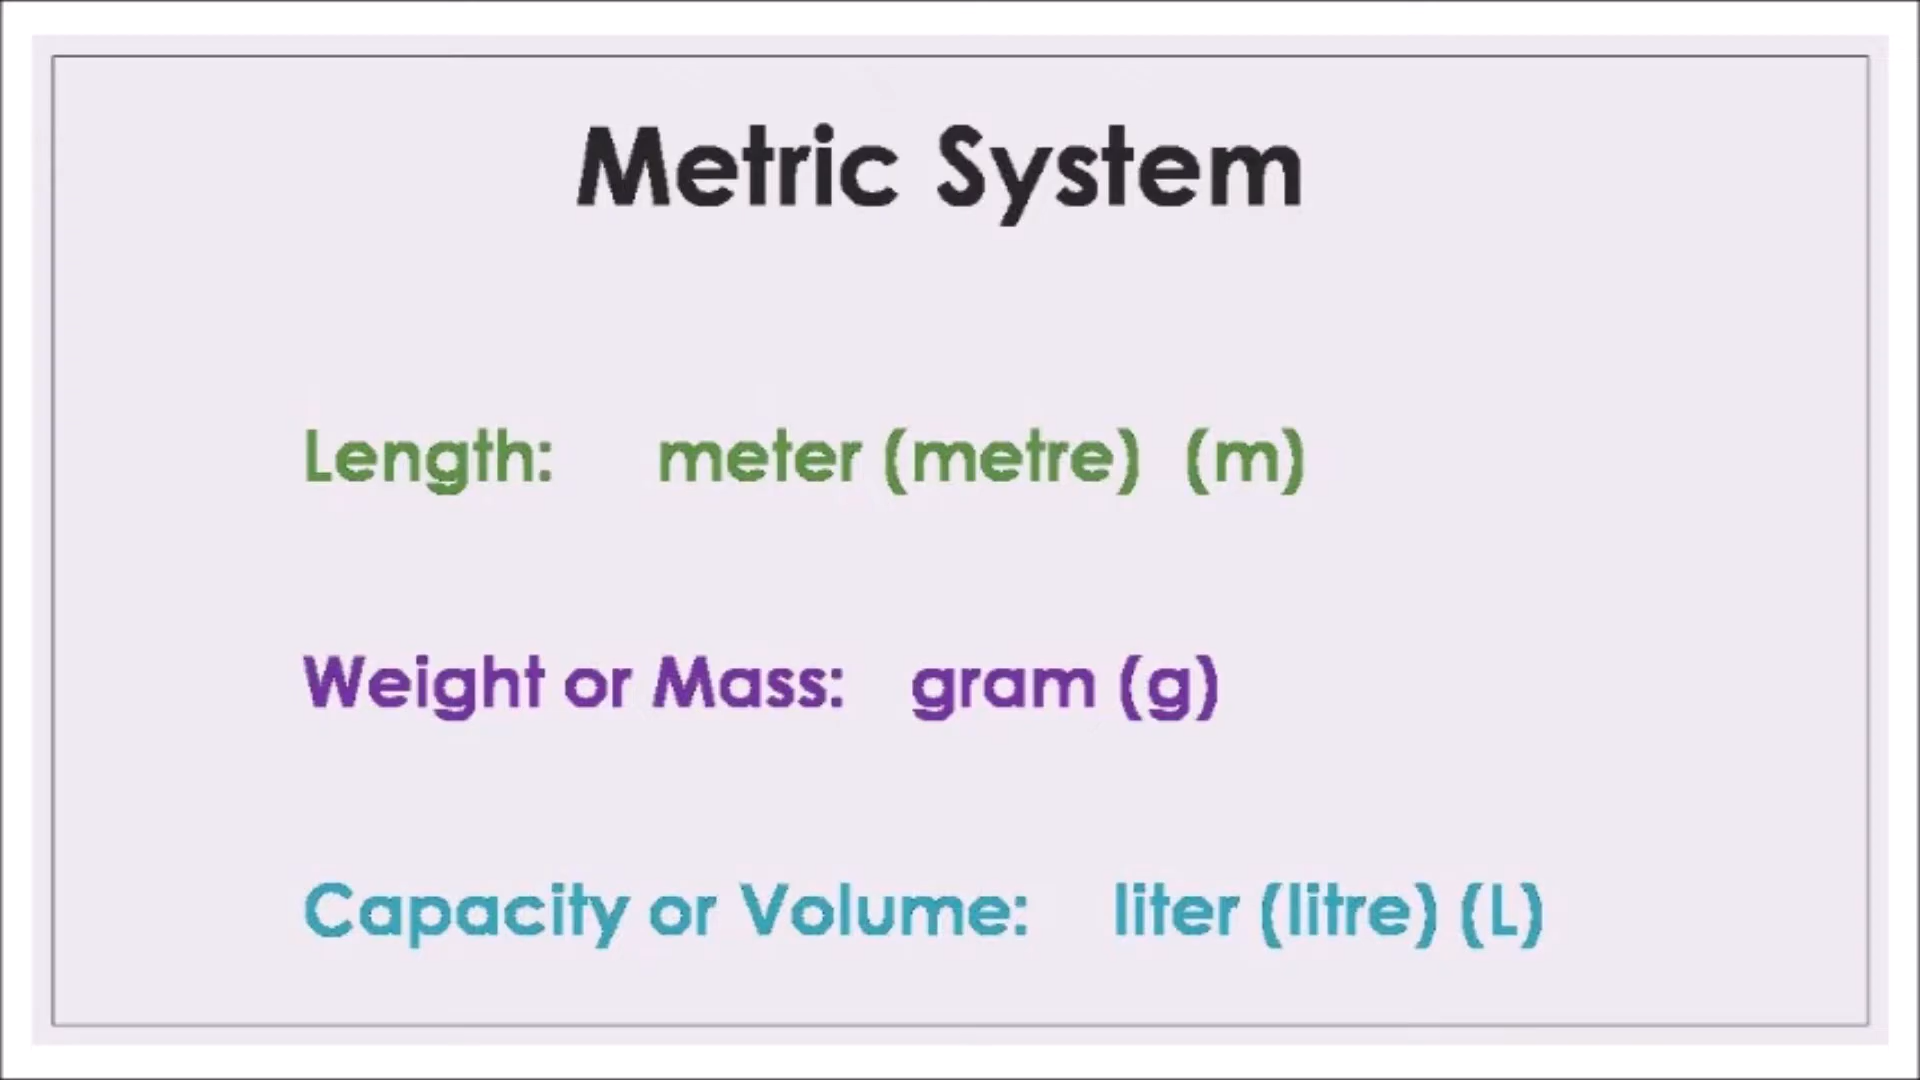 Metric System
Length: meter (metre) (m)
Weight or Mass: gram (g)
Capacity or Volume: liter (litre) (L)